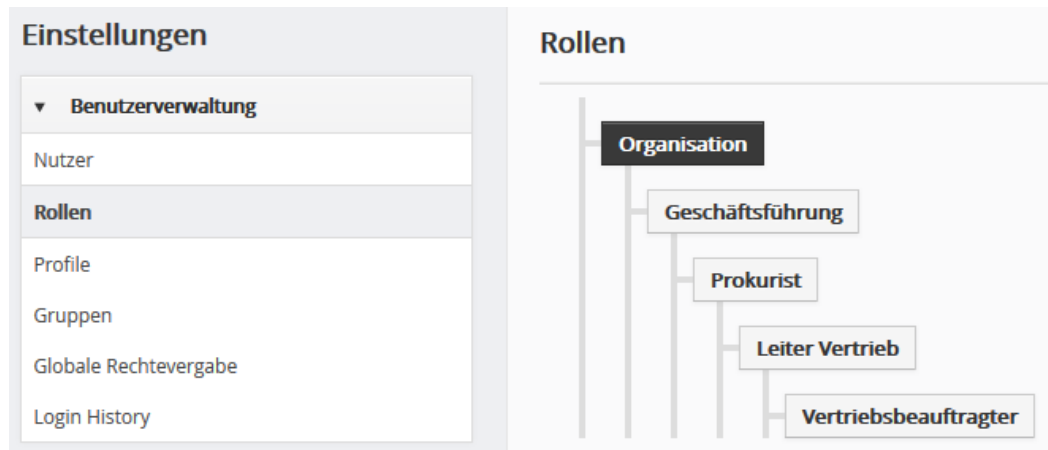 Einstellungen
Benutzerverwaltung
Nutzer
Rollen
Profile
Gruppen
Globale Rechtevergabe
Login History
Rollen
Organisation
Geschäftsführung
Prokurist
Leiter Vertrieb
Vertriebsbeauftragter